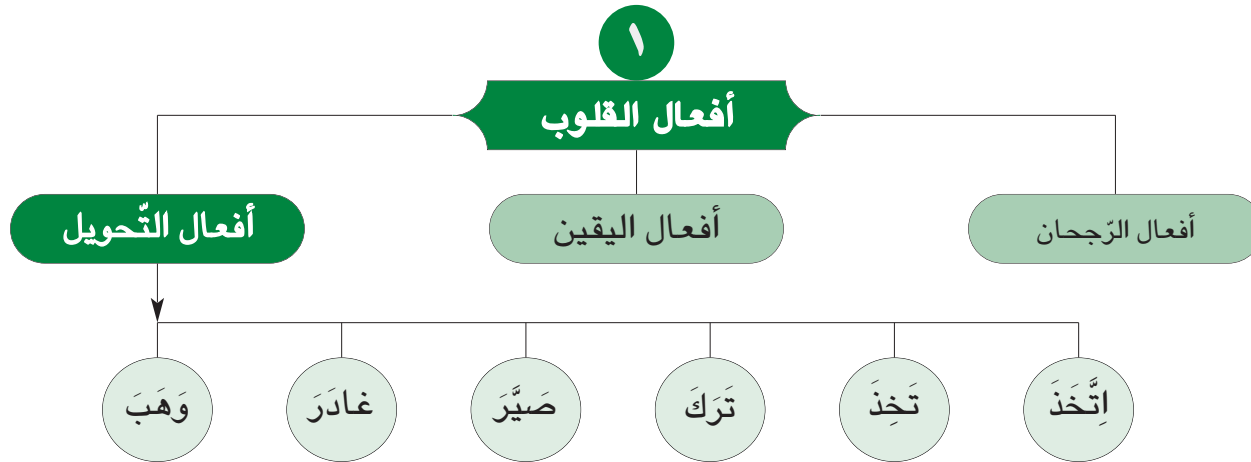 ١
أفعال القلوب
أفعال الرّجحان
أفعال اليقين
أفعال التّحويل
اِتَّخَذَ
تَخِذَ
تَرَكَ
صَيَّرَ
غادَرَ
وَهَبَ